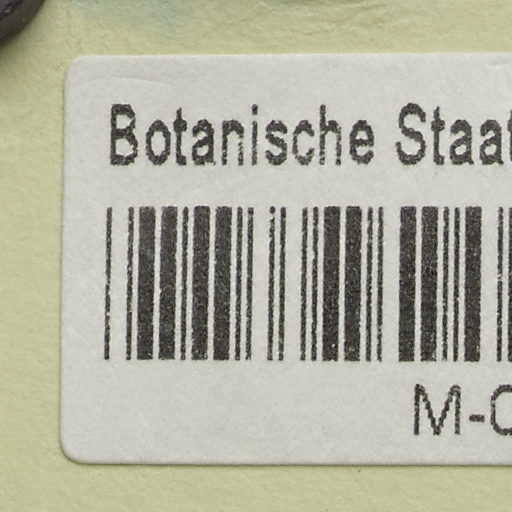 Botanische Staat
M-